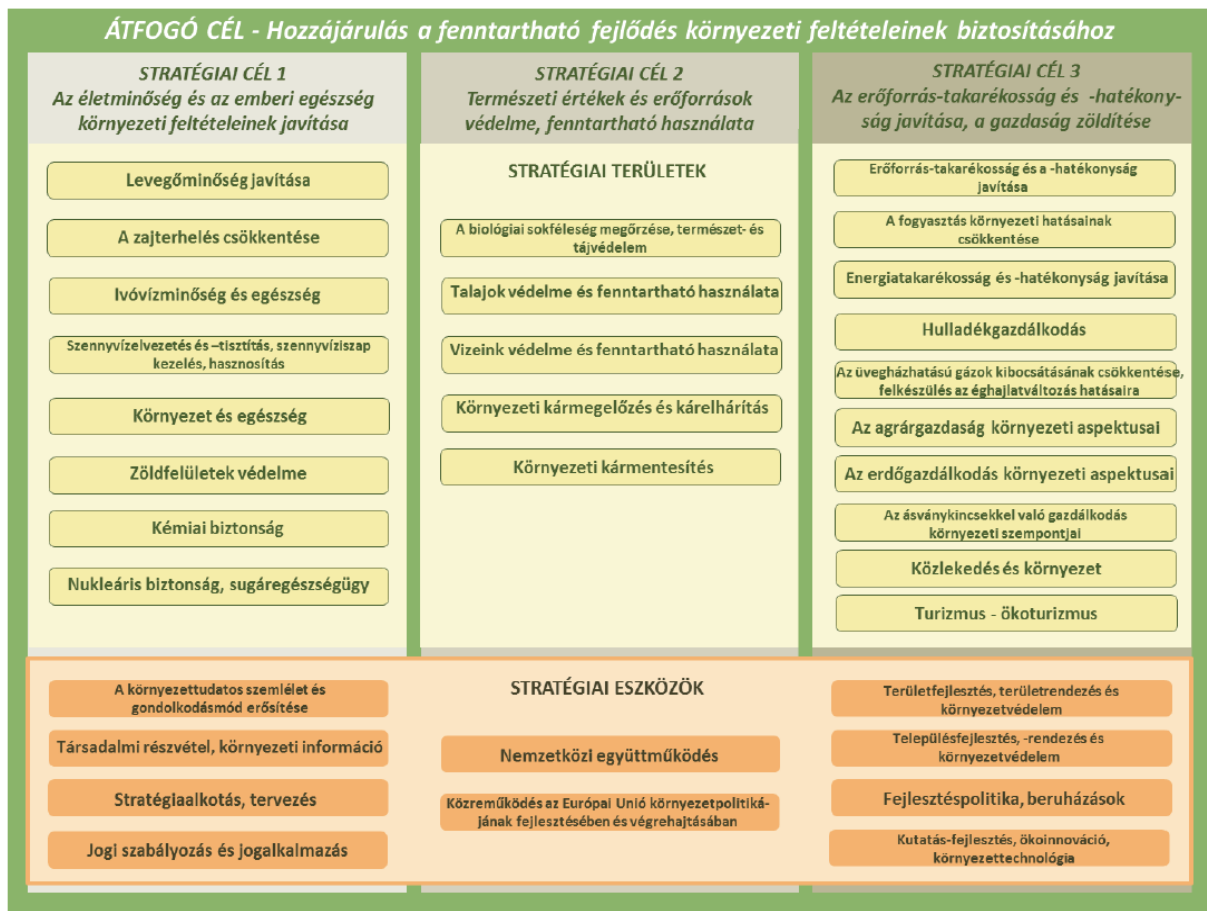 ÁTFOGÓ CÉL - Hozzájárulás a fenntartható fejlődés környezeti feltételeinek biztosításához
STRATÉGIAI CÉL 1
Az életminőség és az emberi egészség
környezeti feltételeinek javítása
Levegőminőség javítása
A zajterhelés csökkentése
Ivóvízminőség és egészség
Szennyvízelvezetés és –tisztítás, szennyvíziszap
kezelés, hasznosítás
Környezet és egészség
Zöldfelületek védelme
Kémiai biztonság
Nukleáris biztonság, sugáregészségügy
STRATÉGIAI CÉL 2
Természeti értékek és erőforrások
védelme, fenntartható használata
STRATÉGIAI TERÜLETEK
A biológiai sokféleség megőrzése, természet- és
tájvédelem
Talajok védelme és fenntartható használata
Vizeink védelme és fenntartható használata
Környezeti kármegelőzés és kárelhárítás
Környezeti kármentesítés
STRATÉGIAI CÉL 3
Az erőforrás-takarékosság és -hatékony-
ság javítása, a gazdaság zöldítése
Erőforrás-takarékosság és a -hatékonyság
javítása
A fogyasztás környezeti hatásainak
csökkentése
Energiatakarékosság és -hatékonyság javítása
Hulladékgazdálkodás
Az üvegházhatású gázok kibocsátásának csökkentése,
felkészülés az éghajlatváltozás hatásaira
Az agrárgazdaság környezeti aspektusai
Az erdőgazdálkodás környezeti aspektusai
Az ásványkincsekkel való gazdálkodás
környezeti szempontjai
Közlekedés és környezet
Turizmus - ökoturizmus
A környezettudatos szemlélet és
gondolkodásmód erősítése
Társadalmi részvétel, környezeti információ
Stratégiaalkotás, tervezés
Jogi szabályozás és jogalkalmazás
STRATÉGIAI ESZKÖZÖK
Nemzetközi együttműködés
Közreműködés az Európai Unió környezetpolitiká-
jának fejlesztésében és végrehajtásában
Területfejlesztés, területrendezés és
környezetvédelem
Településfejlesztés, -rendezés és
környezetvédelem
Fejlesztéspolitika, beruházások
Kutatás-fejlesztés, ökoinnováció,
környezettechnológia